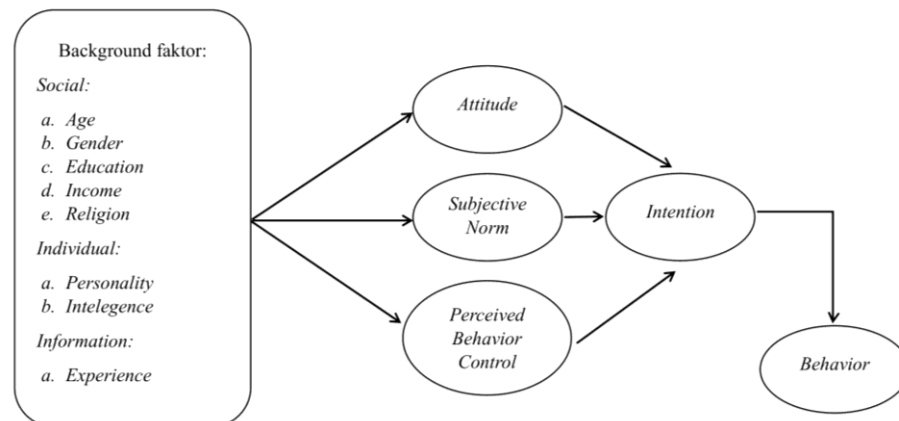 Background faktor:
Social:
a. Age
b. Gender
c. Education
d. Income
e. Religion
Individual:
a. Personality
b. Intelegence
Information:
a. Experience
Attitude
Subjective
Norm
Perceived
Behavior
Control
Intention
Behavior